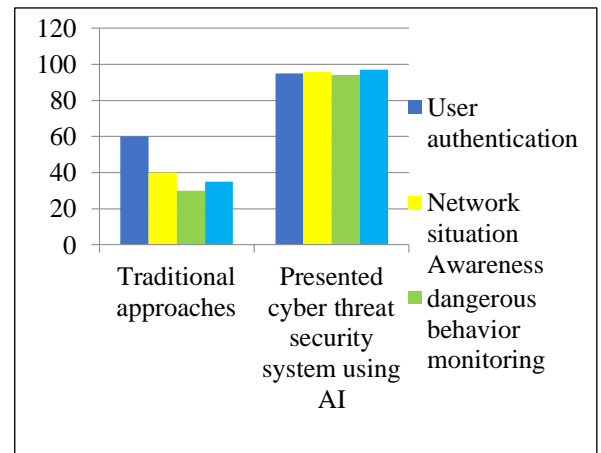 120
100
80
60
40
20
0
Traditional
approaches
Presented
cyber threat
security
system using
AI
User
authentication
Network
situation
Awareness
dangerous
behavior
monitoring